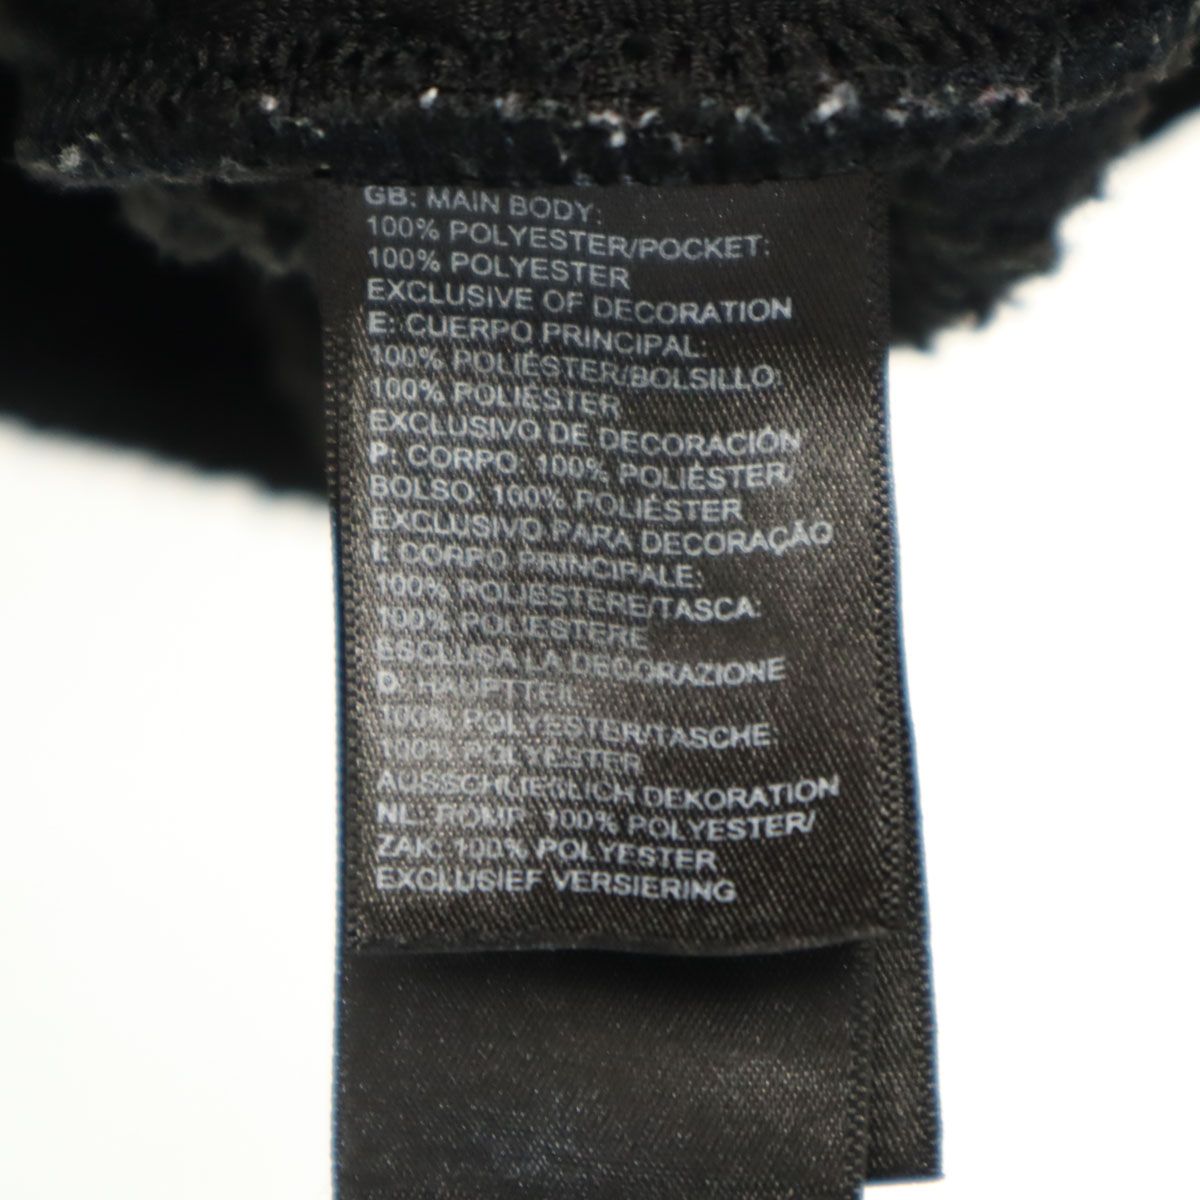 GB: MAIN BODY:
100% POLYESTER/POCKET:
100% POLYESTER
EXCLUSIVE OF DECORATION
E: CUERPO PRINCIPAL:
100% POLIÉSTER/BOLSILLO:
100% POLIÉSTER
EXCLUSIVO DE DECORACIÓN
P: CORPO: 100% POLIÉSTER/
BOLSO: 100% POLIÉSTER
EXCLUSIVO PARA DECORAÇÃO
I: CORPO PRINCIPALE:
100% POLIESTERE/TASCA:
100% POLIESTERE
ESCLUSA LA DECORAZIONE
D: HAUPTTEIL:
100% POLYESTER/TASCHE:
100% POLYESTER
AUSSCHLIEßLICH DEKORATION
NL: ROMP: 100% POLYESTER/
ZAK: 100% POLYESTER
EXCLUSIEF VERSIERING